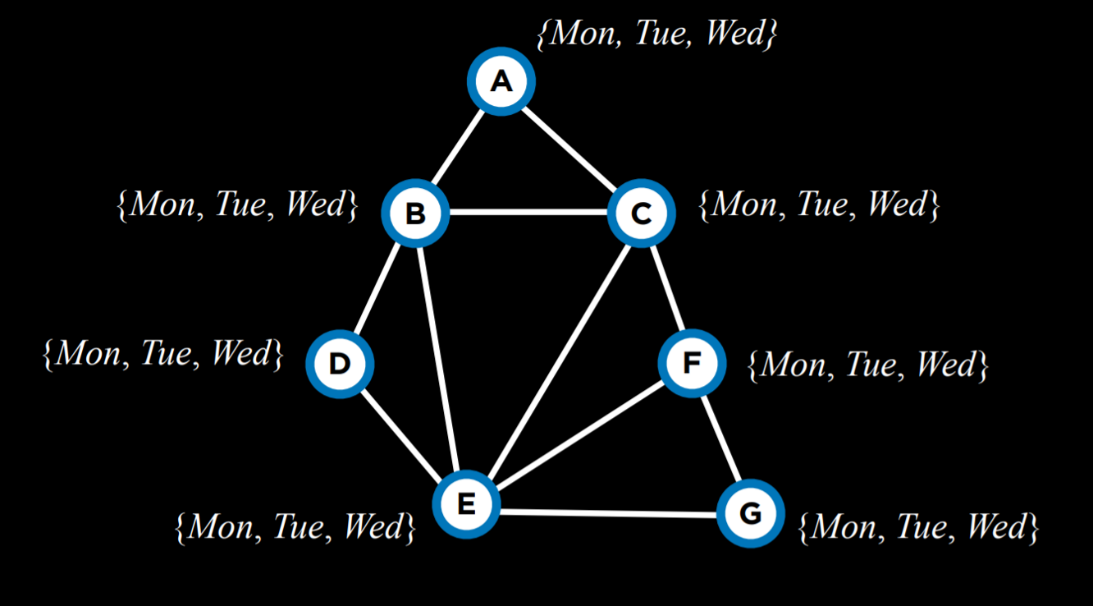 {Mon, Tue, Wed}
A
{Mon, Tue, Wed}
B
C
{Mon, Tue, Wed}
{Mon, Tue, Wed}
D
F
{Mon, Tue, Wed}
{Mon, Tue, Wed}
E
G
{Mon, Tue, Wed}